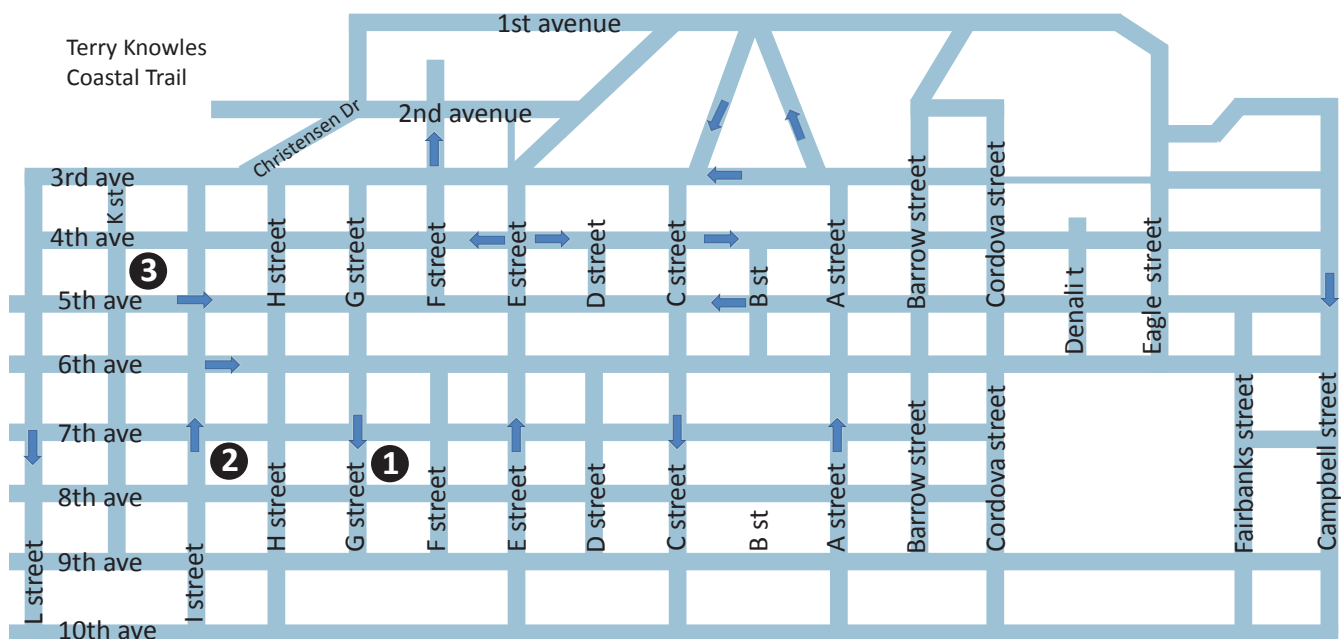 1st avenue
Terry Knowles
Coastal Trail
2nd avenue
Christensen Dr
3rd ave
K st
4th ave
H street
G street
F street
E street
D street
C street
B st
A street
Barrow street
Cordova street
Denali t
Eagle street
3
5th ave
6th ave
7th ave
2
1
8th ave
H street
G street
F street
E street
D street
C street
B st
A street
Barrow street
Cordova street
Fairbanks street
Campbell street
9th ave
L street
I street
10th ave